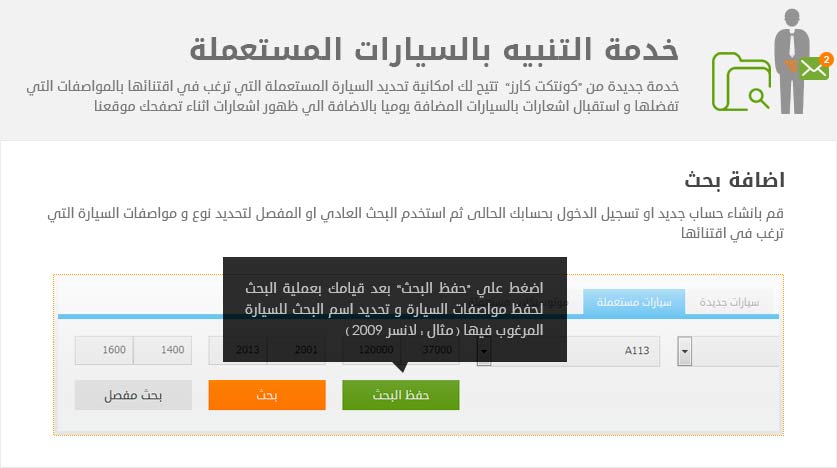 خدمة التنبيه بالسيارات المستعملة
2
خدمة جديدة من "كونتكت كارز" تتيح لك امكانية تحديد السيارة المستعملة التي ترغب في اقتنائها بالمواصفات التي
تفضلها و استقبال اشعارات بالسيارات المضافة يوميا بالاضافة الي ظهور اشعارات اثناء تصفحك موقعنا
اضافة بحث
قم بانشاء حساب جديد او تسجيل الدخول بحسابك الحالى ثم استخدم البحث العادي او المفصل لتحديد نوع و مواصفات السيارة التي
ترغب في اقتنائها
اضغط علي "حفظ البحث" بعد قيامك بعملية البحث
لحفظ مواصفات السيارة و تحديد اسم البحث للسيارة
المرغوب فيها ( مثال : لانسر 2009 )
سيارات جديدة
سيارات مستعملة
A113
37000
120000
2001
2013
1400
1600
حفظ البحث
بحث
بحث مفصل